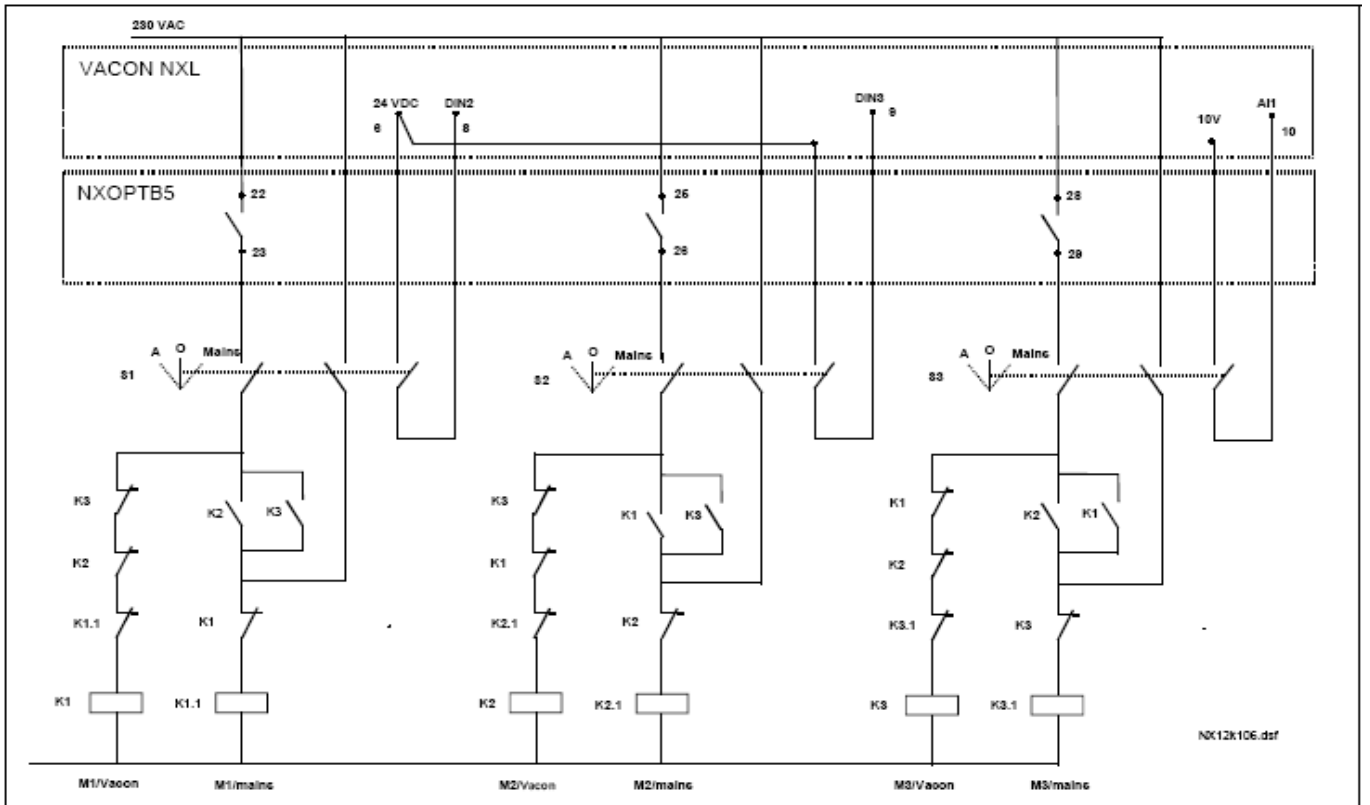 230 VAC
VACON NXL
24 VDC DIN2 DIN3 10V AI1
6 8 9 10
NXOPTB5
22 25 28
23 26 29
A O Mains A O Mains A O Mains
S1 S2 S3
K3 K2 K3 K3 K1 K3 K1 K2 K1
K2 K1 K2
K1.1 K1 K2.1 K2 K3.1 K3
K1 K1.1 K2 K2.1 K3 K3.1
NX12k106.dsf
M1/Vacon M1/mains M2/Vacon M2/mains M3/Vacon M3/mains